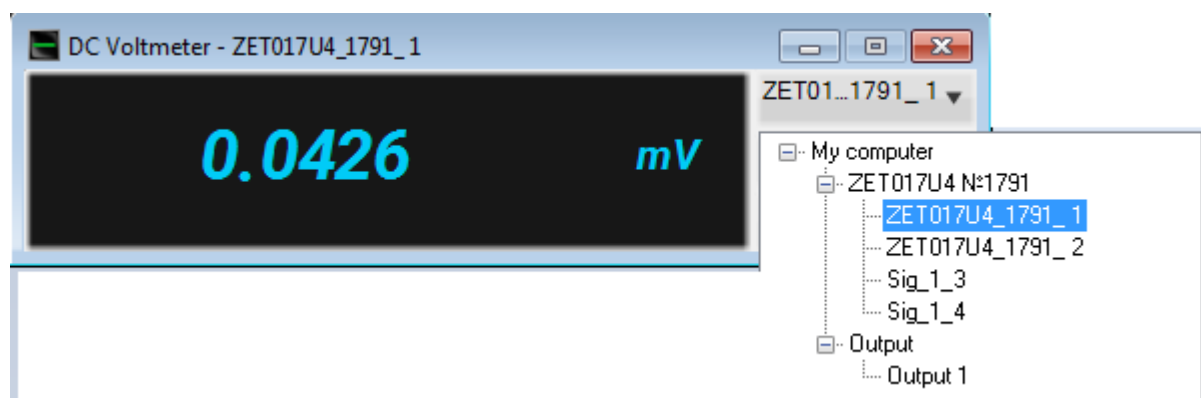 DC Voltmeter - ZET017U4_1791_ 1
ZET01...1791_ 1
0.0426 mV
My computer
ZET017U4 №1791
ZET017U4_1791_ 1
ZET017U4_1791_ 2
Sig_1_3
Sig_1_4
Output
Output 1